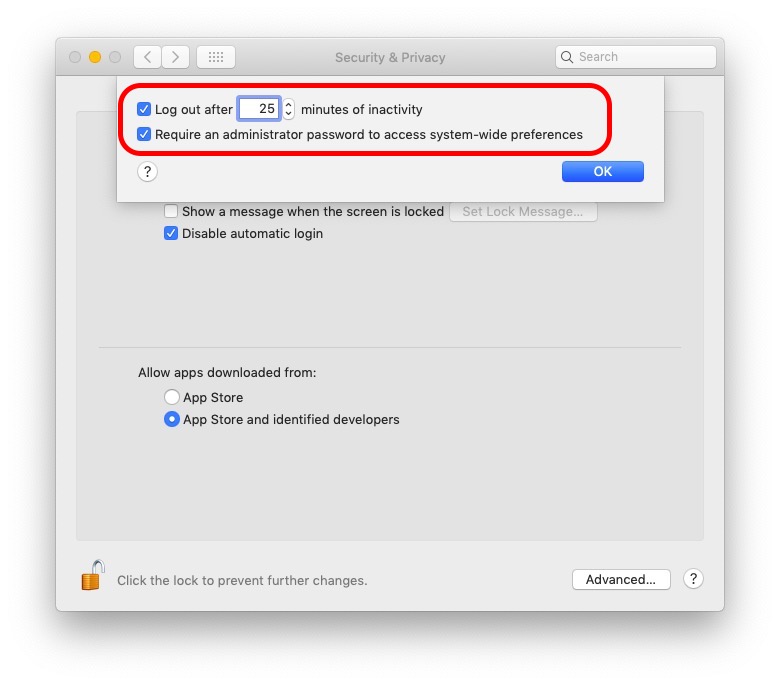 Security & Privacy
Search
Log out after 25 minutes of inactivity
Require an administrator password to access system-wide preferences
?
OK
Show a message when the screen is locked Set Lock Message...
Disable automatic login
Allow apps downloaded from:
App Store
App Store and identified developers
Click the lock to prevent further changes.
Advanced... ?